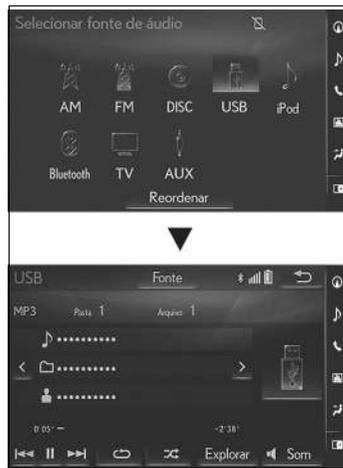 Selecionar fonte de áudio
AM FM DISC USB iPod
Bluetooth TV AUX
Reordenar
USB Fonte
MP3 Pasta 1 Arquivo 1
0'05" -2'38"
Explorar Som